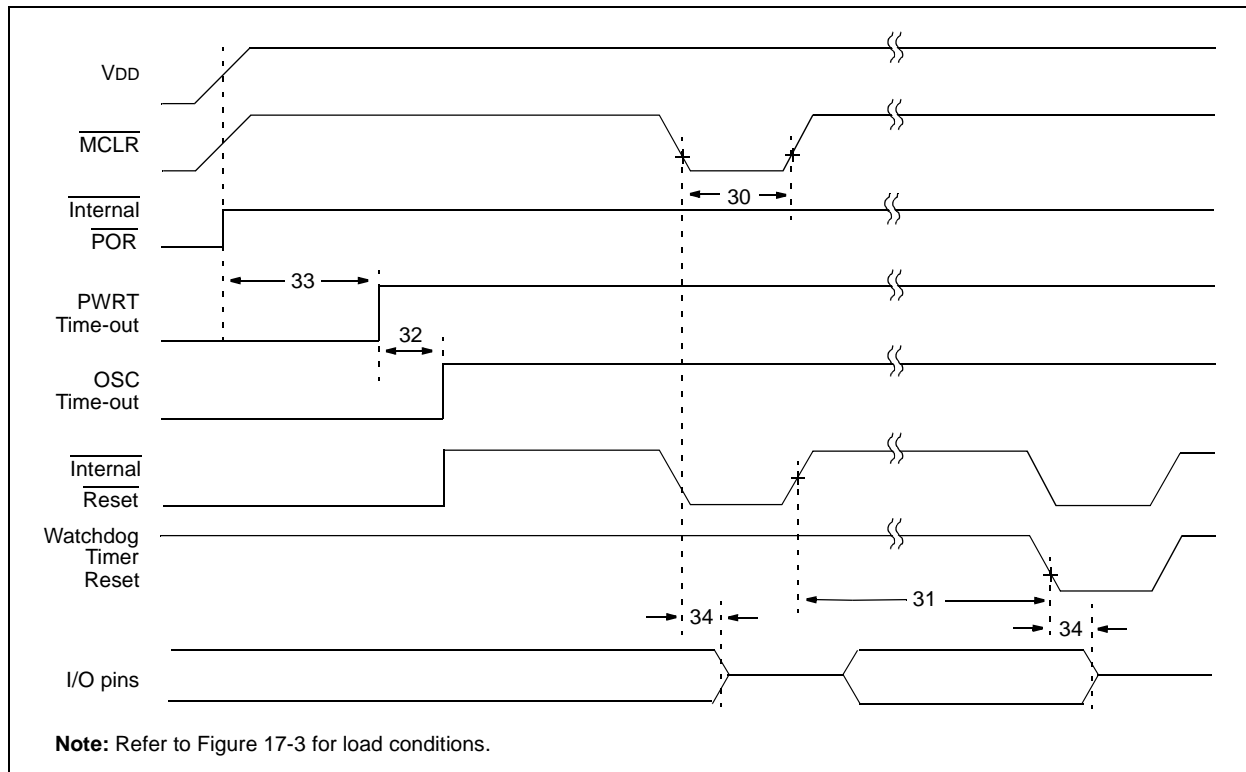 VDD
MCLR
30
Internal
POR
33
PWRT
Time-out
32
OSC
Time-out
Internal
Reset
Watchdog
Timer
Reset
31
34
34
I/O pins
Note: Refer to Figure 17-3 for load conditions.